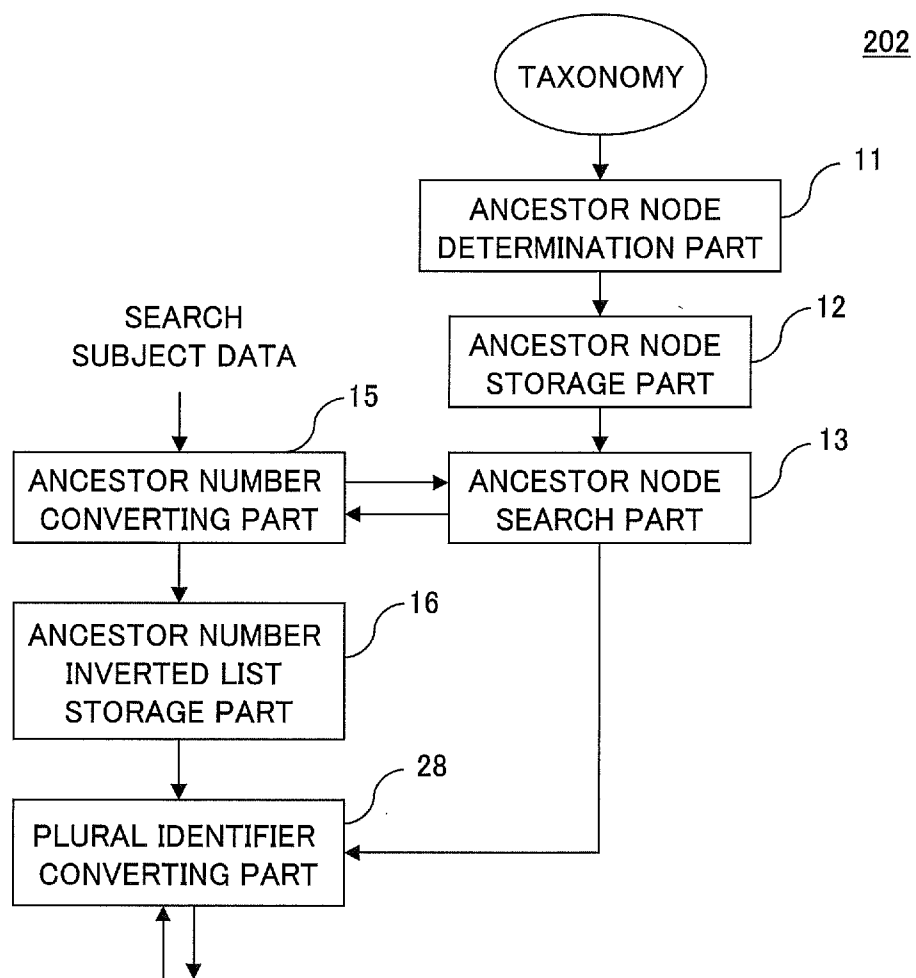 202
TAXONOMY
11
ANCESTOR NODE
DETERMINATION PART
12
ANCESTOR NODE
STORAGE PART
SEARCH
SUBJECT DATA
15
ANCESTOR NUMBER
CONVERTING PART
13
ANCESTOR NODE
SEARCH PART
16
ANCESTOR NUMBER
INVERTED LIST
STORAGE PART
28
PLURAL IDENTIFIER
CONVERTING PART